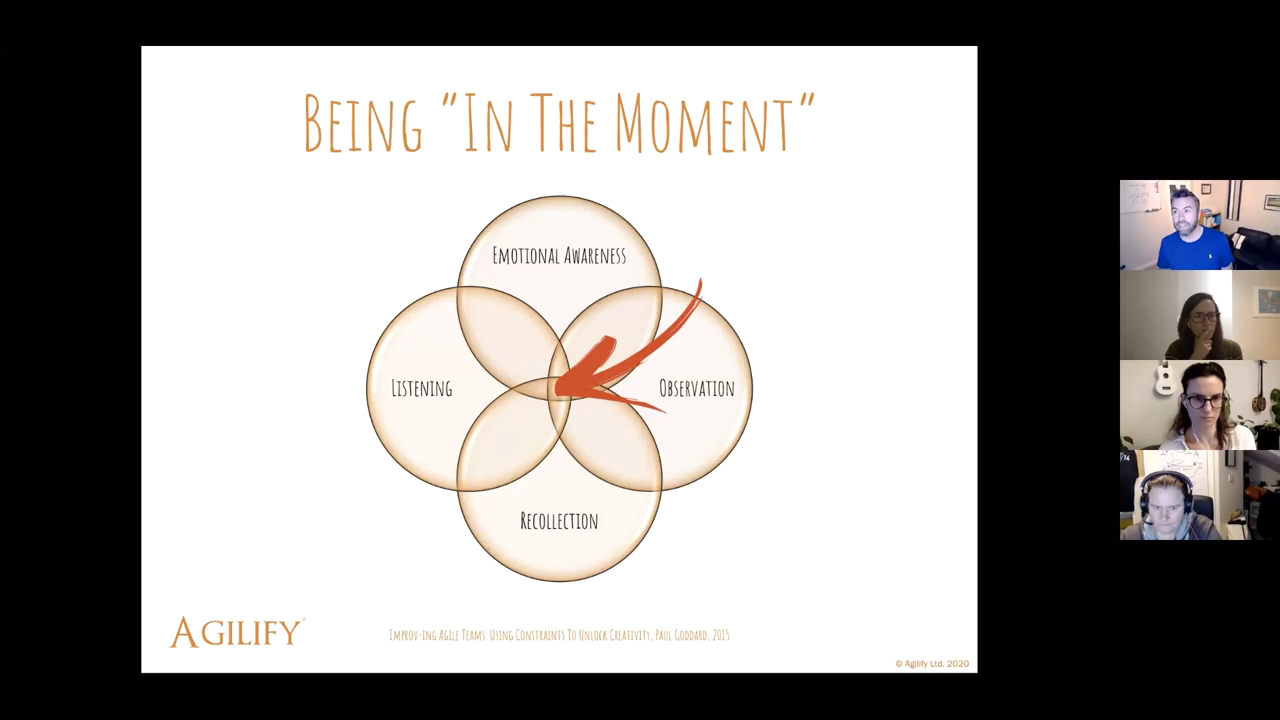 Being “In The Moment”
Emotional Awareness
Listening
Observation
Recollection
AGILIFY
Improv-ing Agile Teams: Using Constraints To Unlock Creativity, Paul Goddard, 2015
© Agilify Ltd. 2020